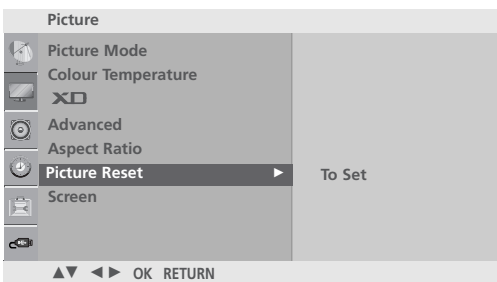 Picture
Picture Mode
Colour Temperature
XD
Advanced
Aspect Ratio
Picture Reset ► To Set
Screen
▲▼ ◄► OK RETURN